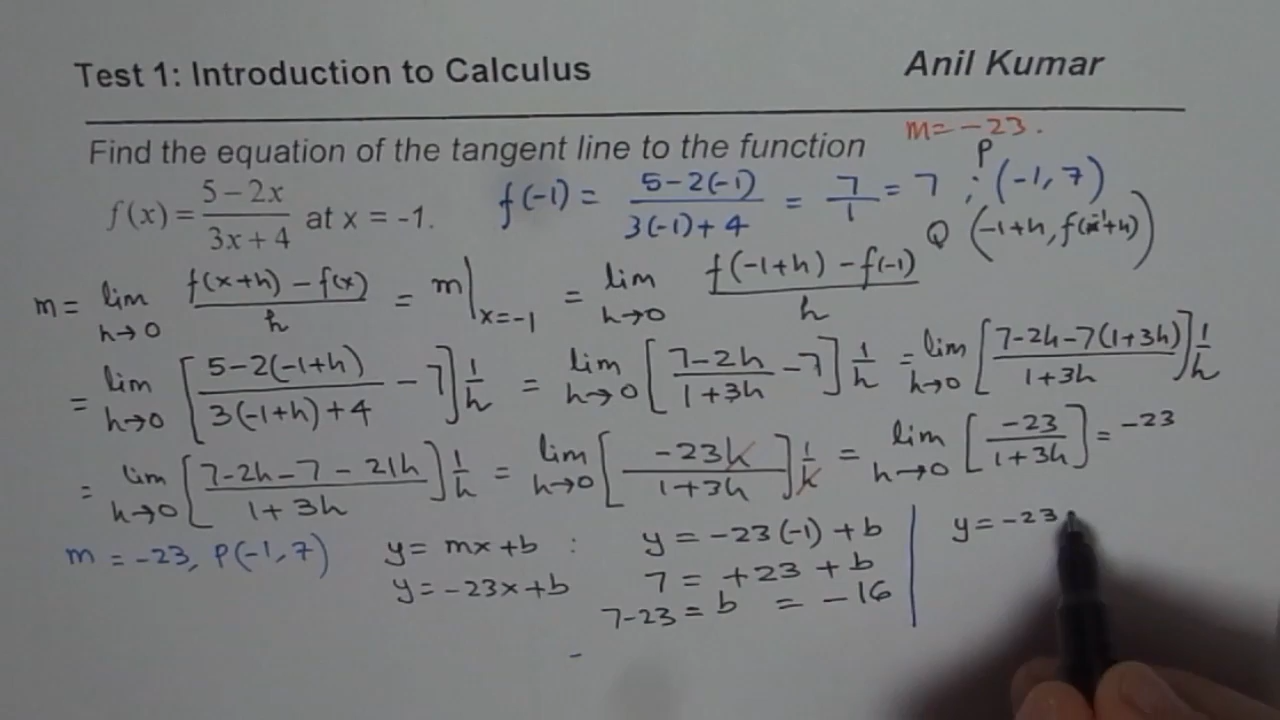 Test 1: Introduction to Calculus Anil Kumar
Find the equation of the tangent line to the function m = -23.
f(x) = (5 - 2x)/(3x + 4) at x = -1. f(-1) = (5-2(-1))/(3(-1)+4) = 7/1 = 7 ; P (-1, 7)
Q (-1+h, f(-1+h))
m = lim h→0 (f(x+h) - f(x))/h = m| x=-1 = lim h→0 (f(-1+h) - f(-1))/h
= lim h→0 [(5-2(-1+h))/(3(-1+h)+4) - 7] 1/h = lim h→0 [(7-2h)/(1+3h) - 7] 1/h = lim h→0 [(7-2h-7(1+3h))/(1+3h)] 1/h
= lim h→0 [(7-2h-7-21h)/(1+3h)] 1/h = lim h→0 [(-23h)/(1+3h)] 1/h = lim h→0 [-23/(1+3h)] = -23
m = -23, P(-1, 7) y = mx + b : y = -23(-1) + b | y = -23
y = -23x + b 7 = +23 + b
7-23 = b = -16
-